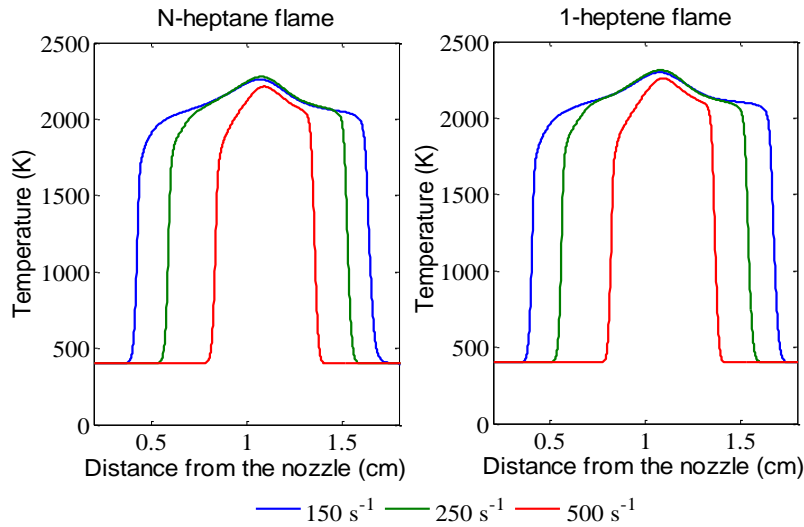 N-heptane flame
Temperature (K)
2500
2000
1500
1000
500
0
0.5 1 1.5
Distance from the nozzle (cm)
1-heptene flame
Temperature (K)
2500
2000
1500
1000
500
0
0.5 1 1.5
Distance from the nozzle (cm)
150 s⁻¹ 250 s⁻¹ 500 s⁻¹